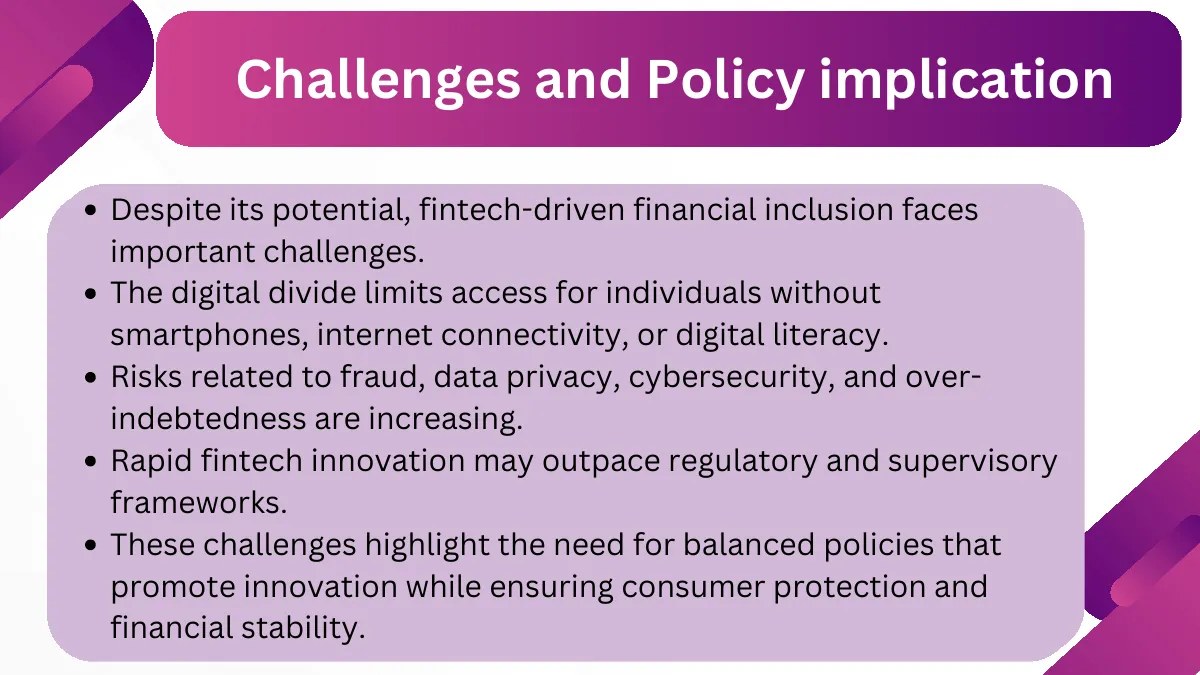 Challenges and Policy implication
• Despite its potential, fintech-driven financial inclusion faces
important challenges.
• The digital divide limits access for individuals without
smartphones, internet connectivity, or digital literacy.
• Risks related to fraud, data privacy, cybersecurity, and over-
indebtedness are increasing.
• Rapid fintech innovation may outpace regulatory and supervisory
frameworks.
• These challenges highlight the need for balanced policies that
promote innovation while ensuring consumer protection and
financial stability.